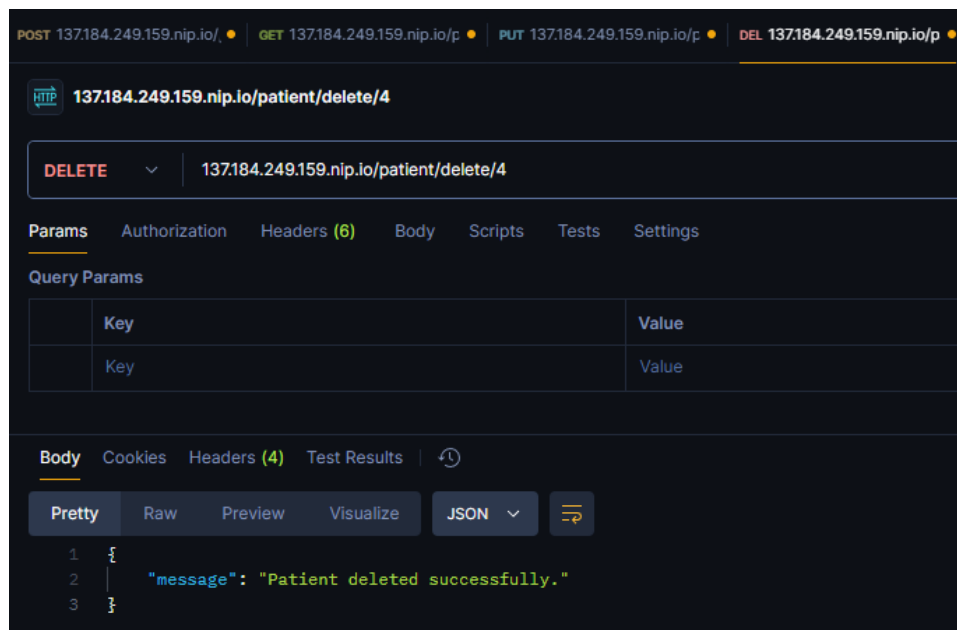 POST 137.184.249.159.nip.io/ GET 137.184.249.159.nip.io/p PUT 137.184.249.159.nip.io/p DEL 137.184.249.159.nip.io/p
HTTP 137.184.249.159.nip.io/patient/delete/4
DELETE 137.184.249.159.nip.io/patient/delete/4
Params Authorization Headers (6) Body Scripts Tests Settings
Query Params
Key Value
Key Value
Body Cookies Headers (4) Test Results
Pretty Raw Preview Visualize JSON
1 {
2 "message": "Patient deleted successfully."
3 }